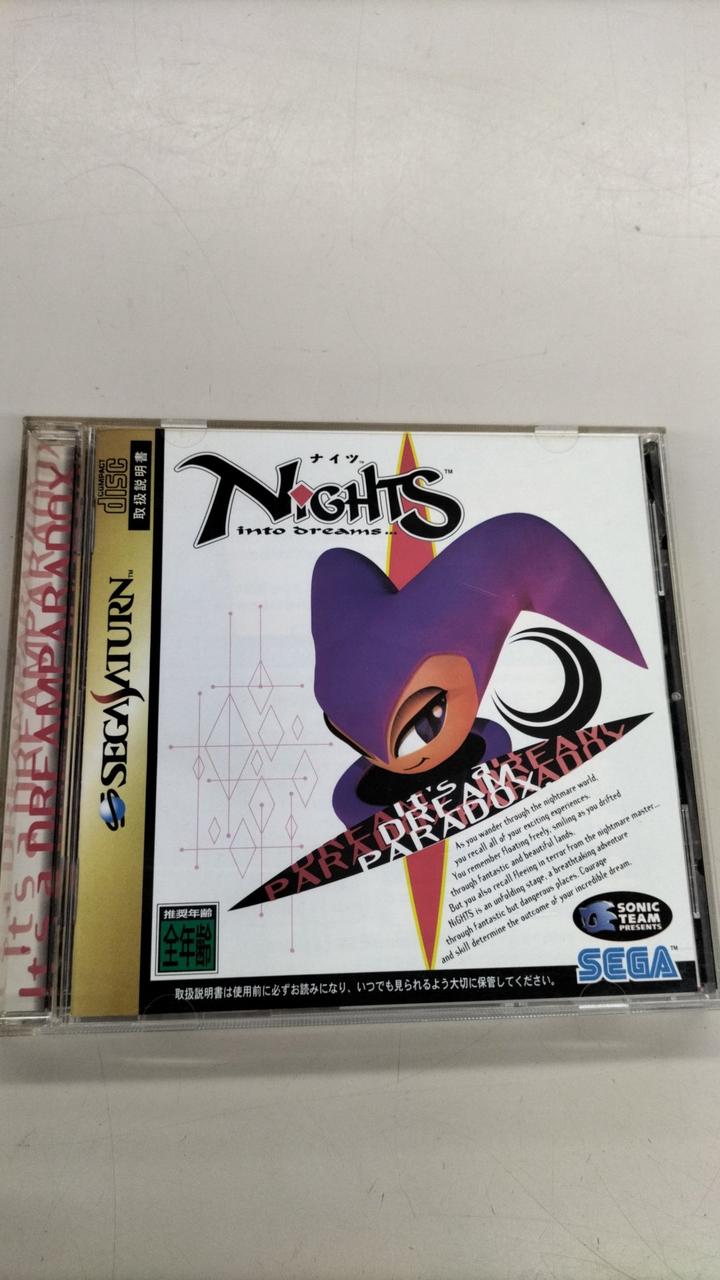 It's a DREAM PARADOX
COMPACT
disc
取扱説明書
SEGA SATURN™
ナイツ™
NiGHTS™
into dreams...
It's a
DREAM
PARADOX
As you wander through the nightmare world,
you recall all of your exciting experiences.
You remember floating freely, smiling as you drifted
through fantastic and beautiful lands.
But you also recall fleeing in terror from the nightmare master...
NiGHTS is an unfolding stage, a breathtaking adventure
through fantastic but dangerous places. Courage
and skill determine the outcome of your incredible dream.
推奨年齢
全年齢
SONIC
TEAM
PRESENTS
SEGA™
取扱説明書は使用前に必ずお読みになり、いつでも見られるよう大切に保管してください。